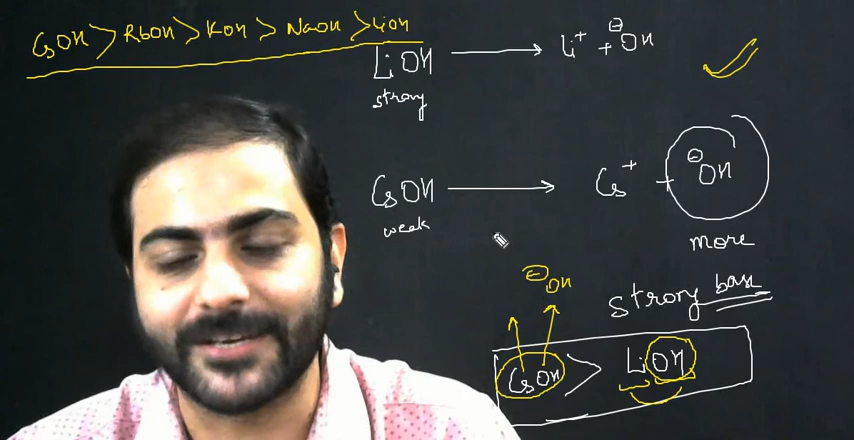 CsOH > RbOH > KOH > NaOH > LiOH
LiOH → Li⁺ + ⊖OH
strong
CsOH → Cs⁺ + ⊖OH
weak
more
⊖OH
strong base
CsOH > LiOH